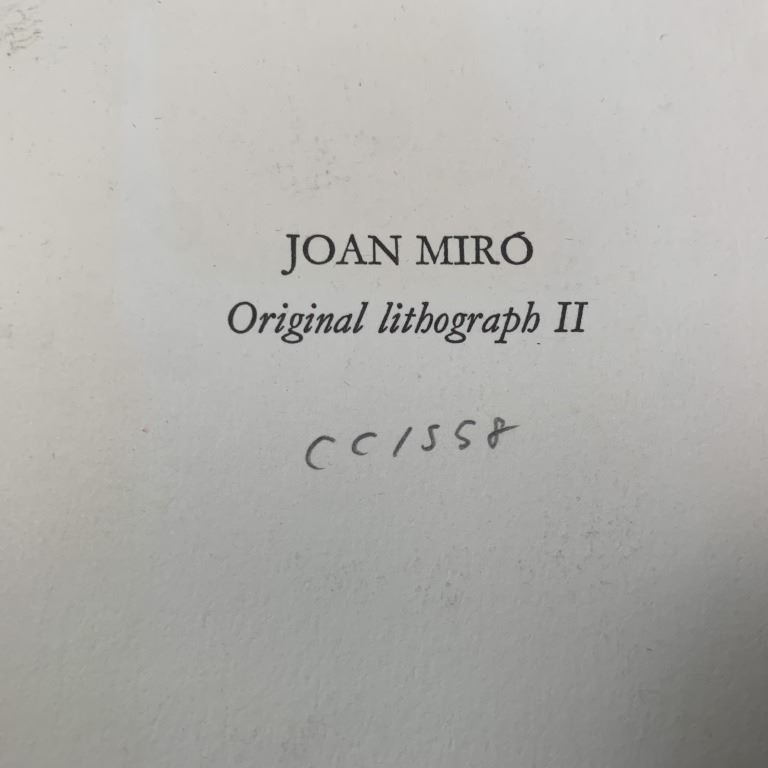 JOAN MIRÓ
Original lithograph II
CC1558